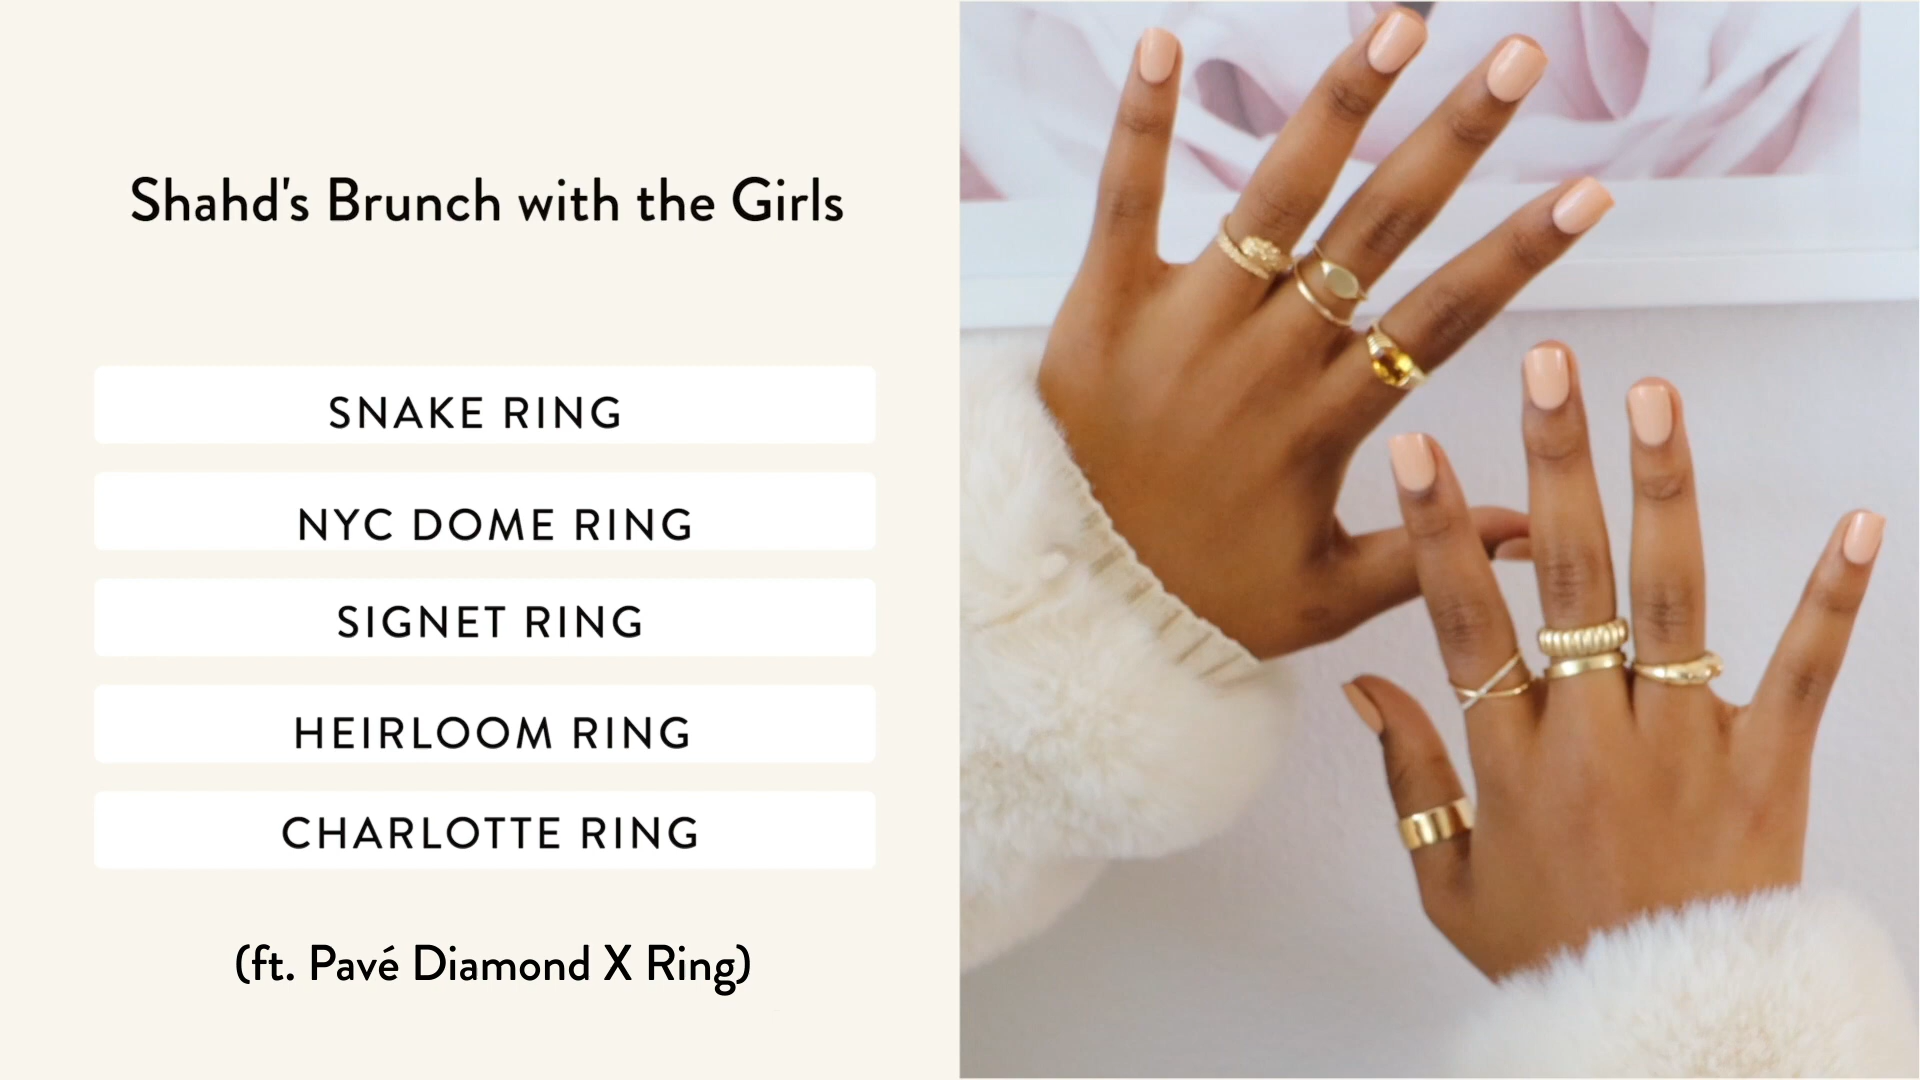 Shahd's Brunch with the Girls
SNAKE RING
NYC DOME RING
SIGNET RING
HEIRLOOM RING
CHARLOTTE RING
(ft. Pavé Diamond X Ring)